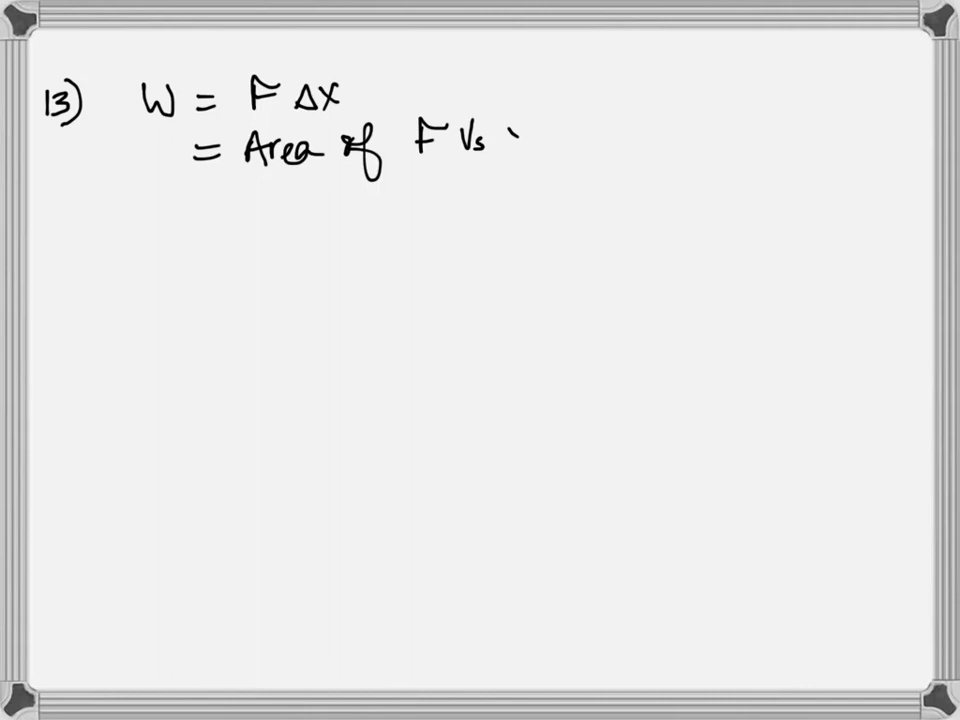 13) W = F Δx
= Area of F Vs